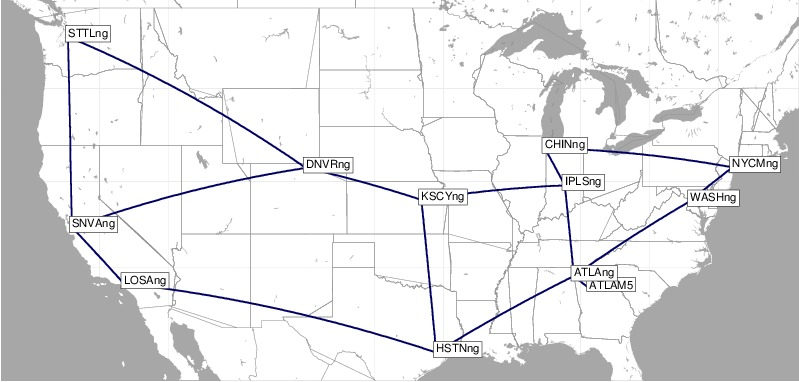 STTLng
CHINng
DNVRng
NYCMng
IPLSng
KSCYng
WASHng
SNVAng
ATLAng
LOSAng
ATLAM5
HSTNng